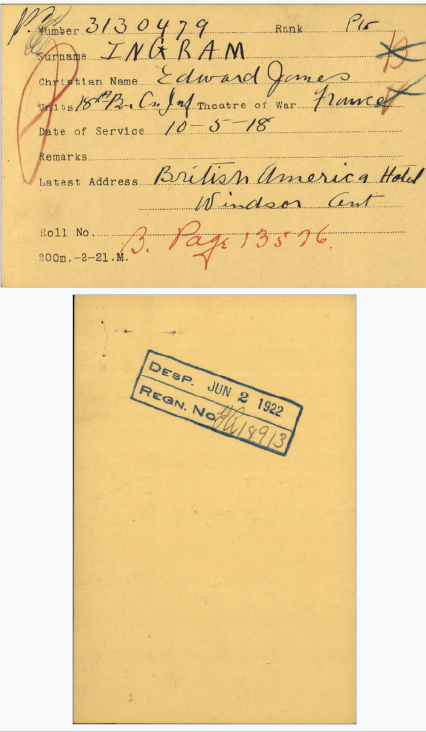 Number 3130479 Rank Pte
Surname INGRAM
Christian Name Edward James
Units 18th Bn. Cn Inf Theatre of War France
Date of Service 10-5-18
Remarks
Latest Address British America Hotel
Windsor Ont
Roll No. B. Page 13576.
200m.-2-21.M.
DESP. JUN 2 1922
REGN. No. 18913